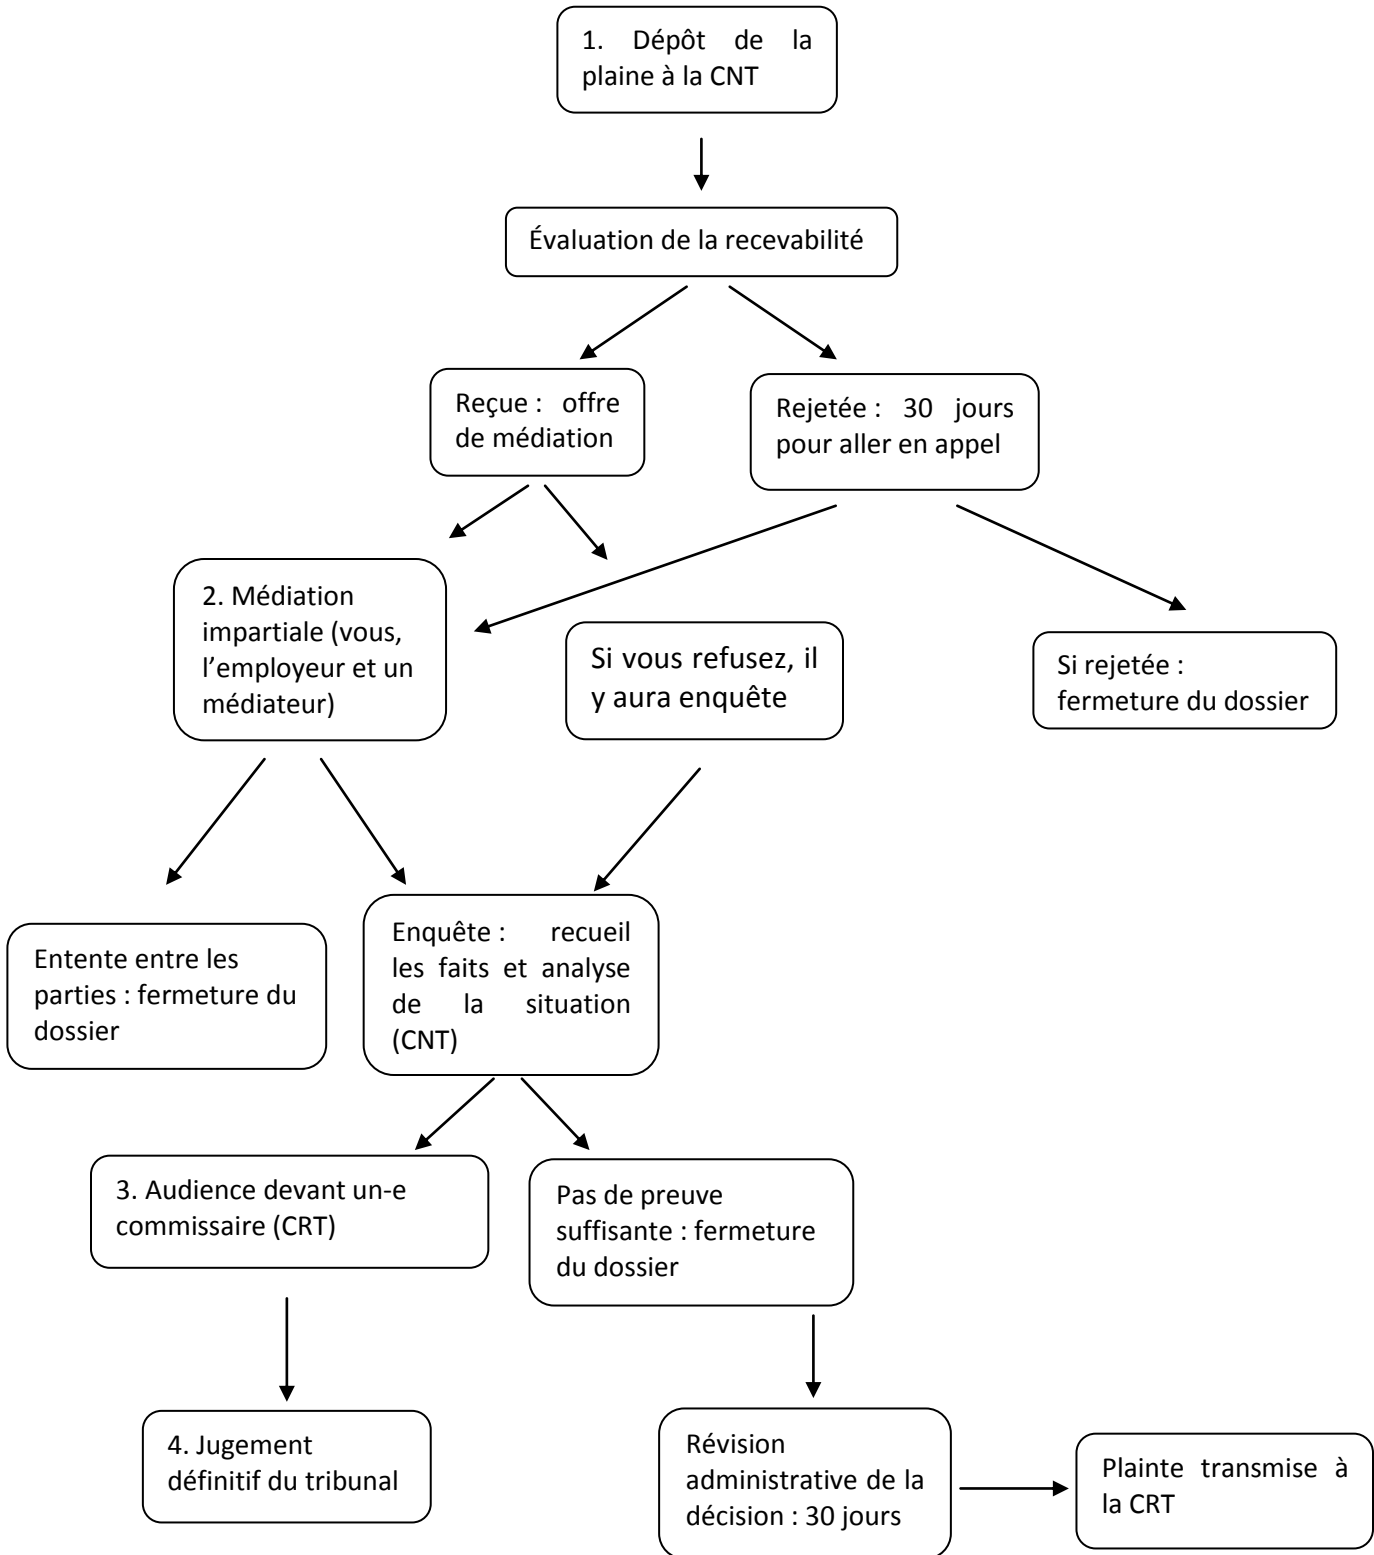 1. Dépôt de la
plaine à la CNT
Évaluation de la recevabilité
Reçue : offre
de médiation
Rejetée : 30 jours
pour aller en appel
2. Médiation
impartiale (vous,
l’employeur et un
médiateur)
Si vous refusez, il
y aura enquête
Si rejetée :
fermeture du dossier
Entente entre les
parties : fermeture du
dossier
Enquête : recueil
les faits et analyse
de la situation
(CNT)
3. Audience devant un-e
commissaire (CRT)
Pas de preuve
suffisante : fermeture
du dossier
4. Jugement
définitif du tribunal
Révision
administrative de la
décision : 30 jours
Plainte transmise à
la CRT